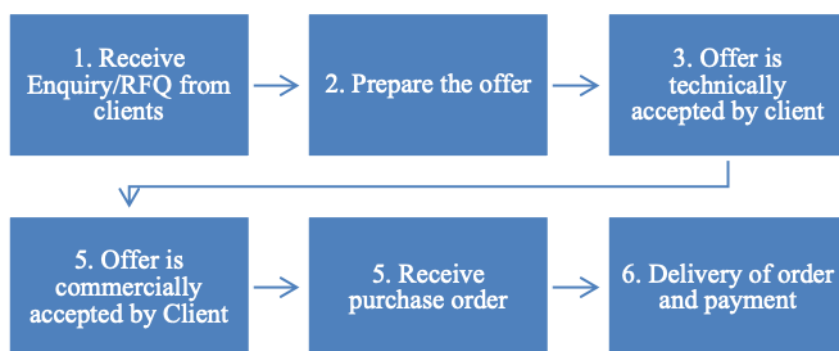 1. Receive
Enquiry/RFQ from
clients
2. Prepare the offer
3. Offer is
technically
accepted by client
5. Offer is
commercially
accepted by Client
5. Receive
purchase order
6. Delivery of order
and payment